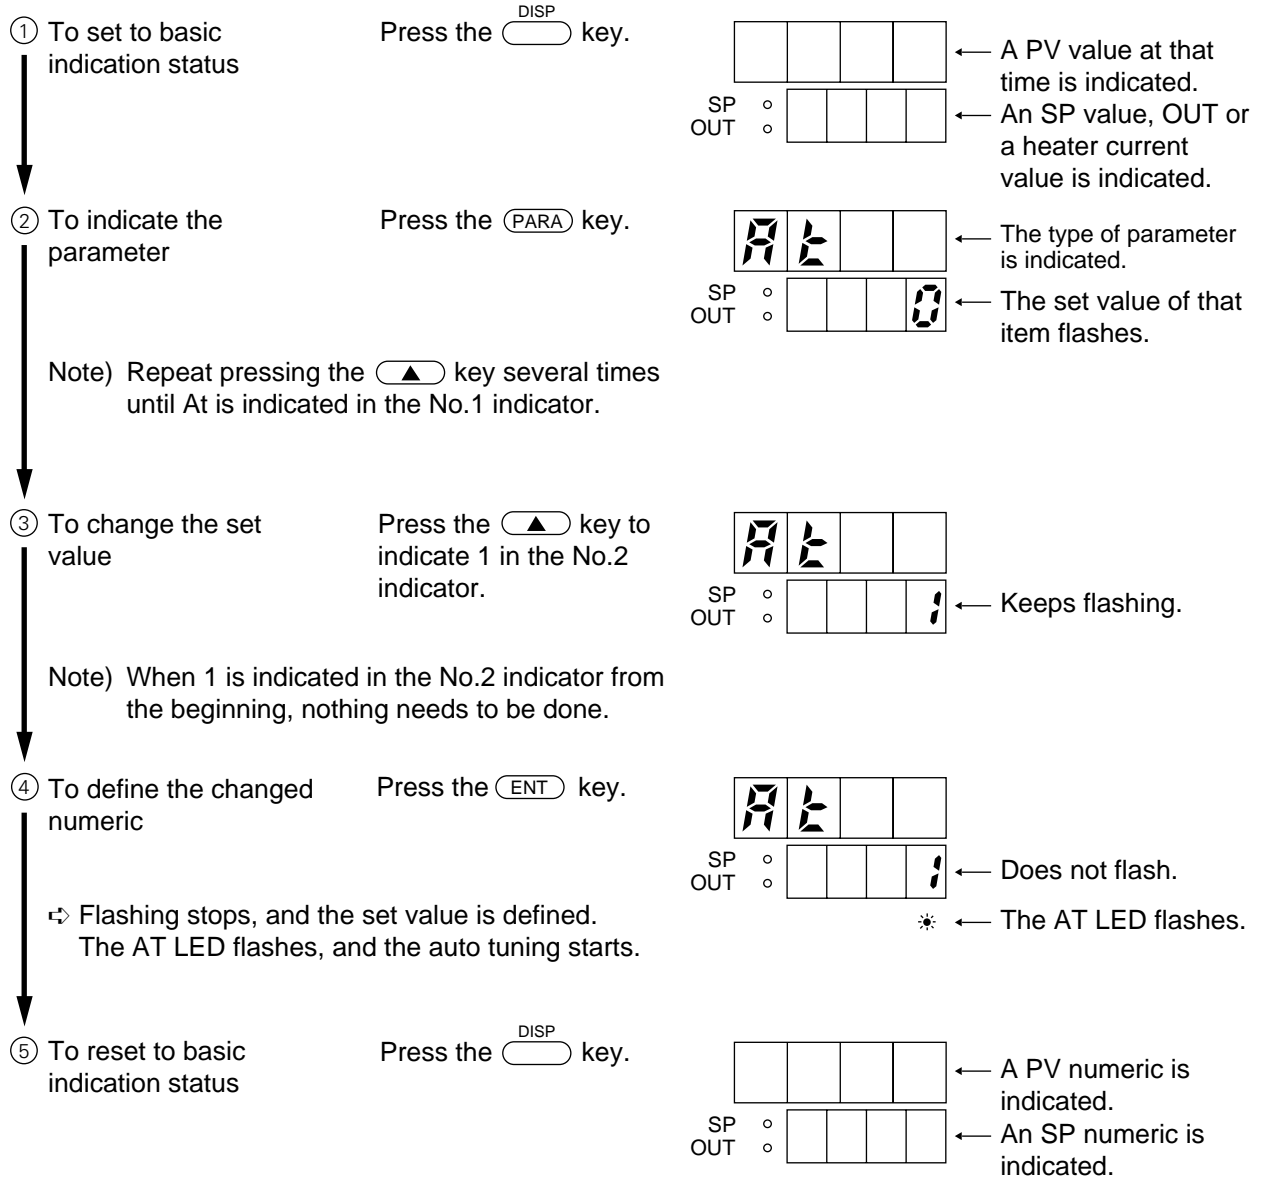 DISP
① To set to basic indication status
Press the key.
A PV value at that time is indicated.
SP
OUT
An SP value, OUT or a heater current value is indicated.
② To indicate the parameter
Press the PARA key.
At
The type of parameter is indicated.
SP
OUT
0
The set value of that item flashes.
Note) Repeat pressing the ▲ key several times
until At is indicated in the No.1 indicator.
③ To change the set value
Press the ▲ key to indicate 1 in the No.2 indicator.
At
SP
OUT
1
Keeps flashing.
Note) When 1 is indicated in the No.2 indicator from
the beginning, nothing needs to be done.
④ To define the changed numeric
Press the ENT key.
At
SP
OUT
1
Does not flash.
The AT LED flashes.
➪ Flashing stops, and the set value is defined.
The AT LED flashes, and the auto tuning starts.
DISP
⑤ To reset to basic indication status
Press the key.
A PV numeric is indicated.
SP
OUT
An SP numeric is indicated.